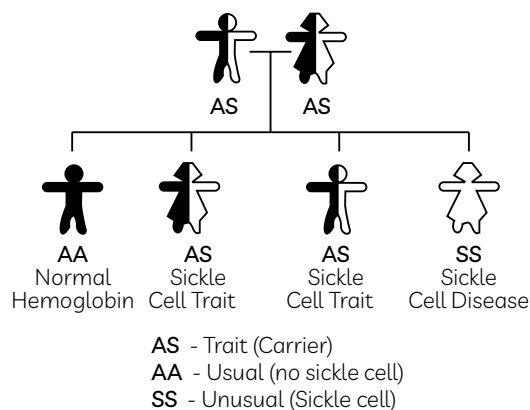 AS AS
AA AS AS SS
Normal Sickle Sickle Sickle
Hemoglobin Cell Trait Cell Trait Cell Disease
AS - Trait (Carrier)
AA - Usual (no sickle cell)
SS - Unusual (Sickle cell)